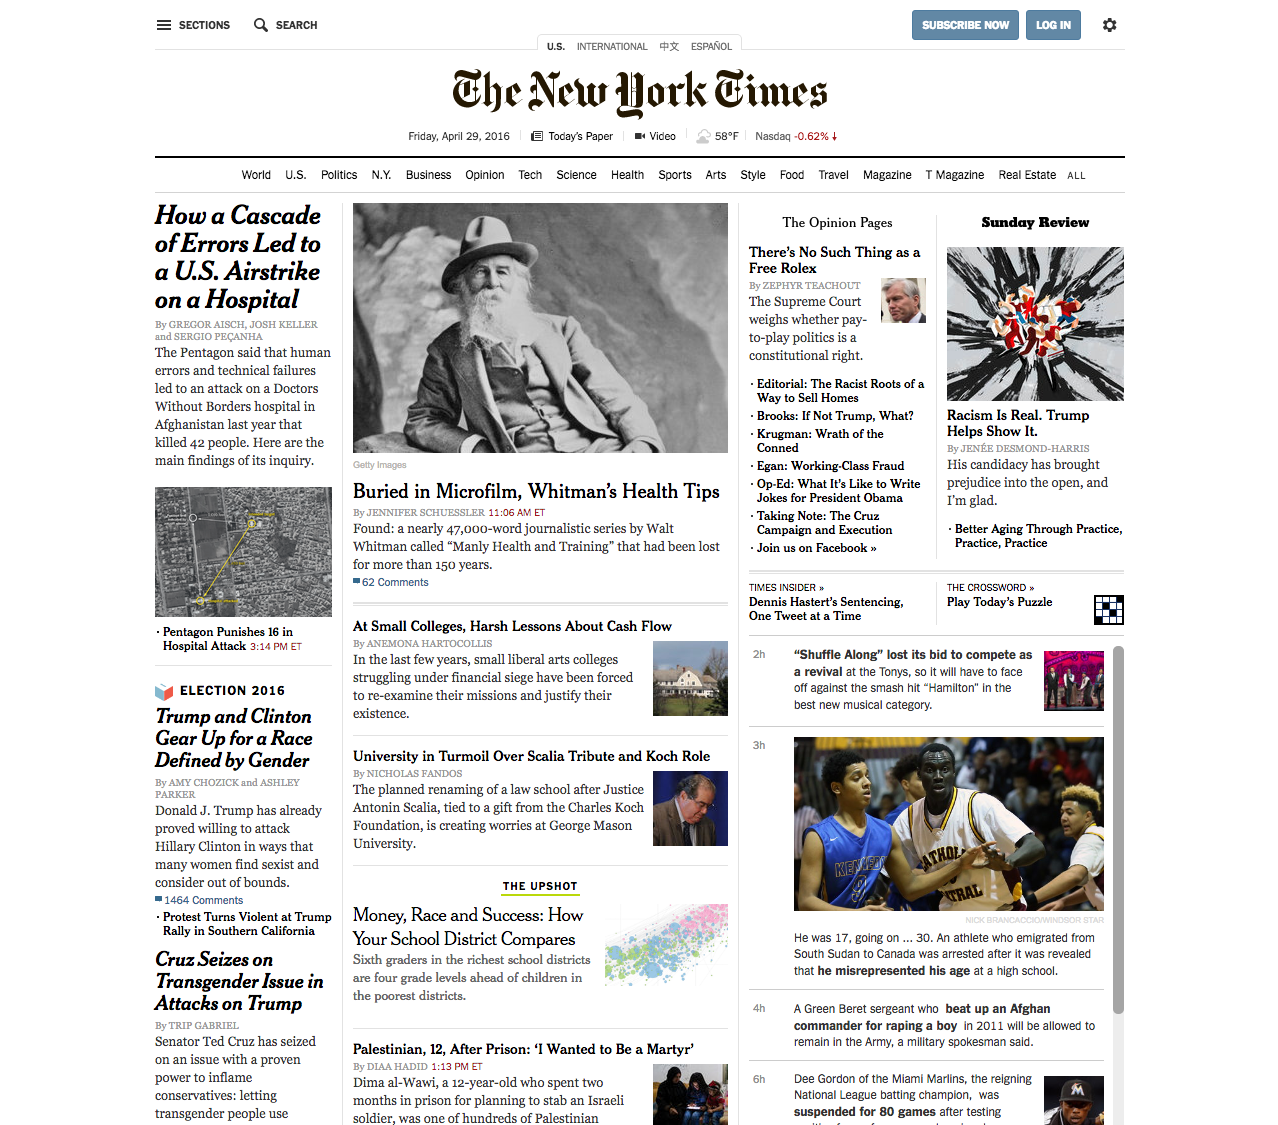 SECTIONS
SEARCH
SUBSCRIBE NOW
LOG IN
U.S.
INTERNATIONAL
中文
ESPAÑOL
The New York Times
Friday, April 29, 2016
Today's Paper
Video
58°F
Nasdaq -0.62%
World
U.S.
Politics
N.Y.
Business
Opinion
Tech
Science
Health
Sports
Arts
Style
Food
Travel
Magazine
T Magazine
Real Estate
ALL
How a Cascade
of Errors Led to
a U.S. Airstrike
on a Hospital
By GREGOR AISCH, JOSH KELLER
and SERGIO PEÇANHA
The Pentagon said that human
errors and technical failures
led to an attack on a Doctors
Without Borders hospital in
Afghanistan last year that
killed 42 people. Here are the
main findings of its inquiry.
· Pentagon Punishes 16 in
Hospital Attack 3:14 PM ET
ELECTION 2016
Trump and Clinton
Gear Up for a Race
Defined by Gender
By AMY CHOZICK and ASHLEY
PARKER
Donald J. Trump has already
proved willing to attack
Hillary Clinton in ways that
many women find sexist and
consider out of bounds.
1464 Comments
· Protest Turns Violent at Trump
Rally in Southern California
Cruz Seizes on
Transgender Issue in
Attacks on Trump
By TRIP GABRIEL
Senator Ted Cruz has seized
on an issue with a proven
power to inflame
conservatives: letting
transgender people use
Getty Images
Buried in Microfilm, Whitman's Health Tips
By JENNIFER SCHUESSLER 11:06 AM ET
Found: a nearly 47,000-word journalistic series by Walt
Whitman called “Manly Health and Training” that had been lost
for more than 150 years.
62 Comments
At Small Colleges, Harsh Lessons About Cash Flow
By ANEMONA HARTOCOLLIS
In the last few years, small liberal arts colleges
struggling under financial siege have been forced
to re-examine their missions and justify their
existence.
University in Turmoil Over Scalia Tribute and Koch Role
By NICHOLAS FANDOS
The planned renaming of a law school after Justice
Antonin Scalia, tied to a gift from the Charles Koch
Foundation, is creating worries at George Mason
University.
THE UPSHOT
Money, Race and Success: How
Your School District Compares
Sixth graders in the richest school districts
are four grade levels ahead of children in
the poorest districts.
Palestinian, 12, After Prison: ‘I Wanted to Be a Martyr’
By DIAA HADID 1:13 PM ET
Dima al-Wawi, a 12-year-old who spent two
months in prison for planning to stab an Israeli
soldier, was one of hundreds of Palestinian
The Opinion Pages
There's No Such Thing as a
Free Rolex
By ZEPHYR TEACHOUT
The Supreme Court
weighs whether pay-
to-play politics is a
constitutional right.
· Editorial: The Racist Roots of a
Way to Sell Homes
· Brooks: If Not Trump, What?
· Krugman: Wrath of the
Conned
· Egan: Working-Class Fraud
· Op-Ed: What It's Like to Write
Jokes for President Obama
· Taking Note: The Cruz
Campaign and Execution
· Join us on Facebook »
Sunday Review
Racism Is Real. Trump
Helps Show It.
By JENÉE DESMOND-HARRIS
His candidacy has brought
prejudice into the open, and
I'm glad.
· Better Aging Through Practice,
Practice, Practice
TIMES INSIDER »
Dennis Hastert's Sentencing,
One Tweet at a Time
THE CROSSWORD »
Play Today's Puzzle
2h
“Shuffle Along” lost its bid to compete as
a revival at the Tonys, so it will have to face
off against the smash hit “Hamilton” in the
best new musical category.
3h
KENNEDY
CATHOLIC
CENTRAL
NICK BRANCACCIO/WINDSOR STAR
He was 17, going on ... 30. An athlete who emigrated from
South Sudan to Canada was arrested after it was revealed
that he misrepresented his age at a high school.
4h
A Green Beret sergeant who beat up an Afghan
commander for raping a boy in 2011 will be allowed to
remain in the Army, a military spokesman said.
6h
Dee Gordon of the Miami Marlins, the reigning
National League batting champion, was
suspended for 80 games after testing